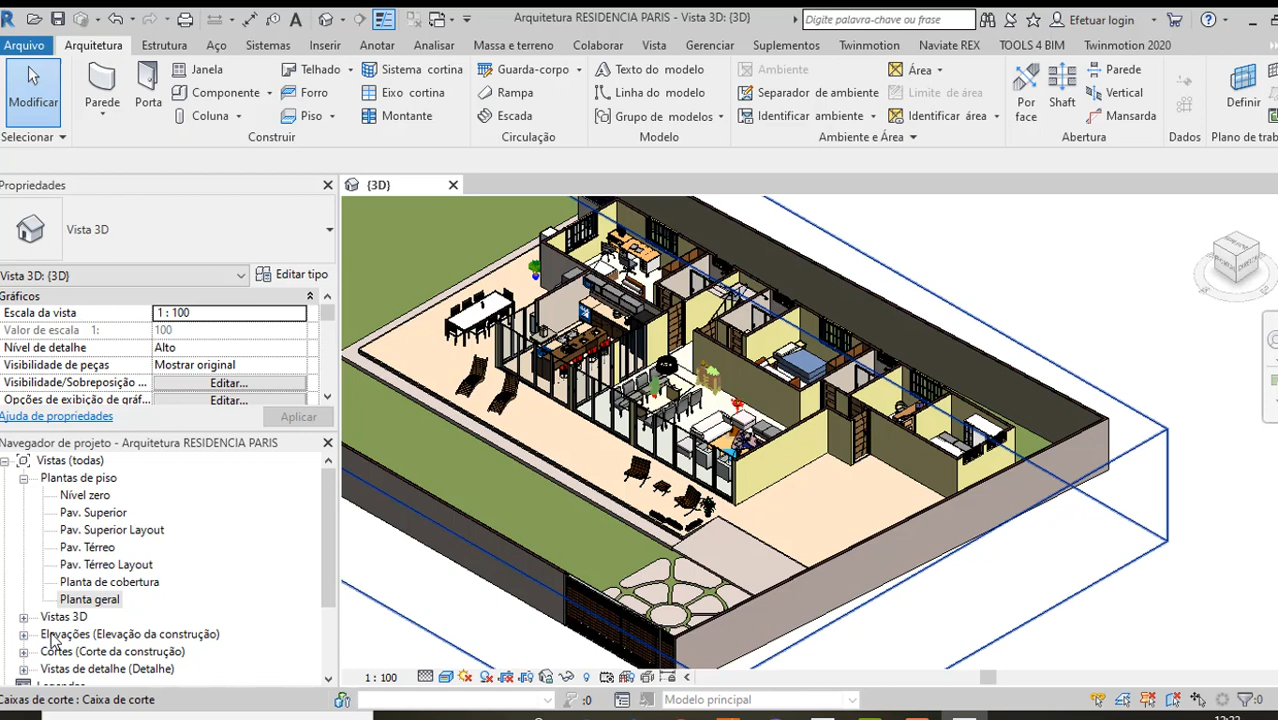 Arquitetura RESIDENCIA PARIS - Vista 3D: {3D}
Digite palavra-chave ou frase
Efetuar login
Arquivo Arquitetura Estrutura Aço Sistemas Inserir Anotar Analisar Massa e terreno Colaborar Vista Gerenciar Suplementos Twinmotion Naviate REX TOOLS 4 BIM Twinmotion 2020
Modificar
Parede
Porta
Janela
Componente
Coluna
Telhado
Forro
Piso
Sistema cortina
Eixo cortina
Montante
Guarda-corpo
Rampa
Escada
Texto do modelo
Linha do modelo
Grupo de modelos
Ambiente
Separador de ambiente
Identificar ambiente
Área
Limite de área
Identificar área
Por face
Shaft
Parede
Vertical
Mansarda
Definir
Selecionar Construir Circulação Modelo Ambiente e Área Abertura Dados Plano de trab
Propriedades
{3D}
Vista 3D
Vista 3D: {3D} Editar tipo
Gráficos
Escala da vista 1 : 100
Valor de escala 1: 100
Nível de detalhe Alto
Visibilidade de peças Mostrar original
Visibilidade/Sobreposição ... Editar...
Opções de exibição de gráf... Editar...
Ajuda de propriedades Aplicar
Navegador de projeto - Arquitetura RESIDENCIA PARIS
Vistas (todas)
Plantas de piso
Nível zero
Pav. Superior
Pav. Superior Layout
Pav. Térreo
Pav. Térreo Layout
Planta de cobertura
Planta geral
Vistas 3D
Elevações (Elevação da construção)
Cortes (Corte da construção)
Vistas de detalhe (Detalhe)
1 : 100
Caixas de corte : Caixa de corte
:0
Modelo principal
:0